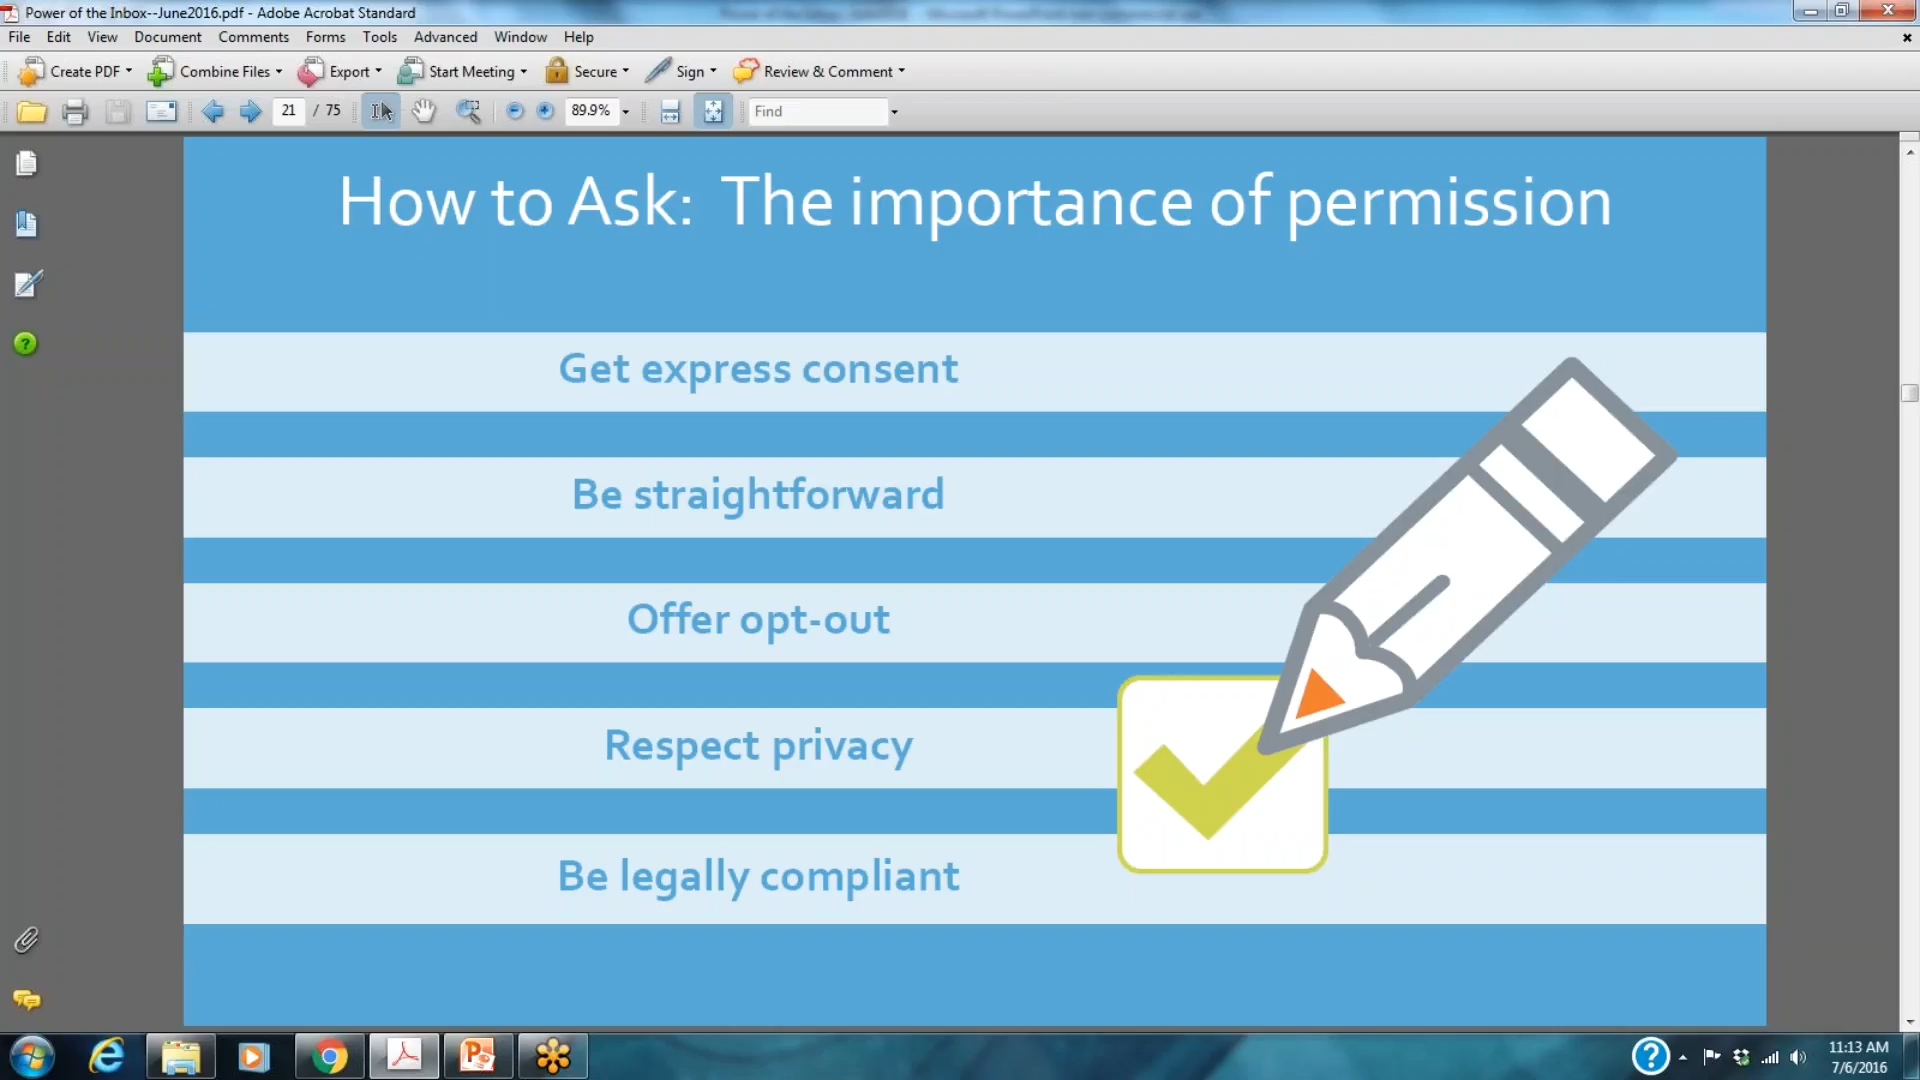 Power of the Inbox--June2016.pdf - Adobe Acrobat Standard
File Edit View Document Comments Forms Tools Advanced Window Help
Create PDF Combine Files Export Start Meeting Secure Sign Review & Comment
21 / 75 89.9% Find
How to Ask: The importance of permission
Get express consent
Be straightforward
Offer opt-out
Respect privacy
Be legally compliant
11:13 AM
7/6/2016